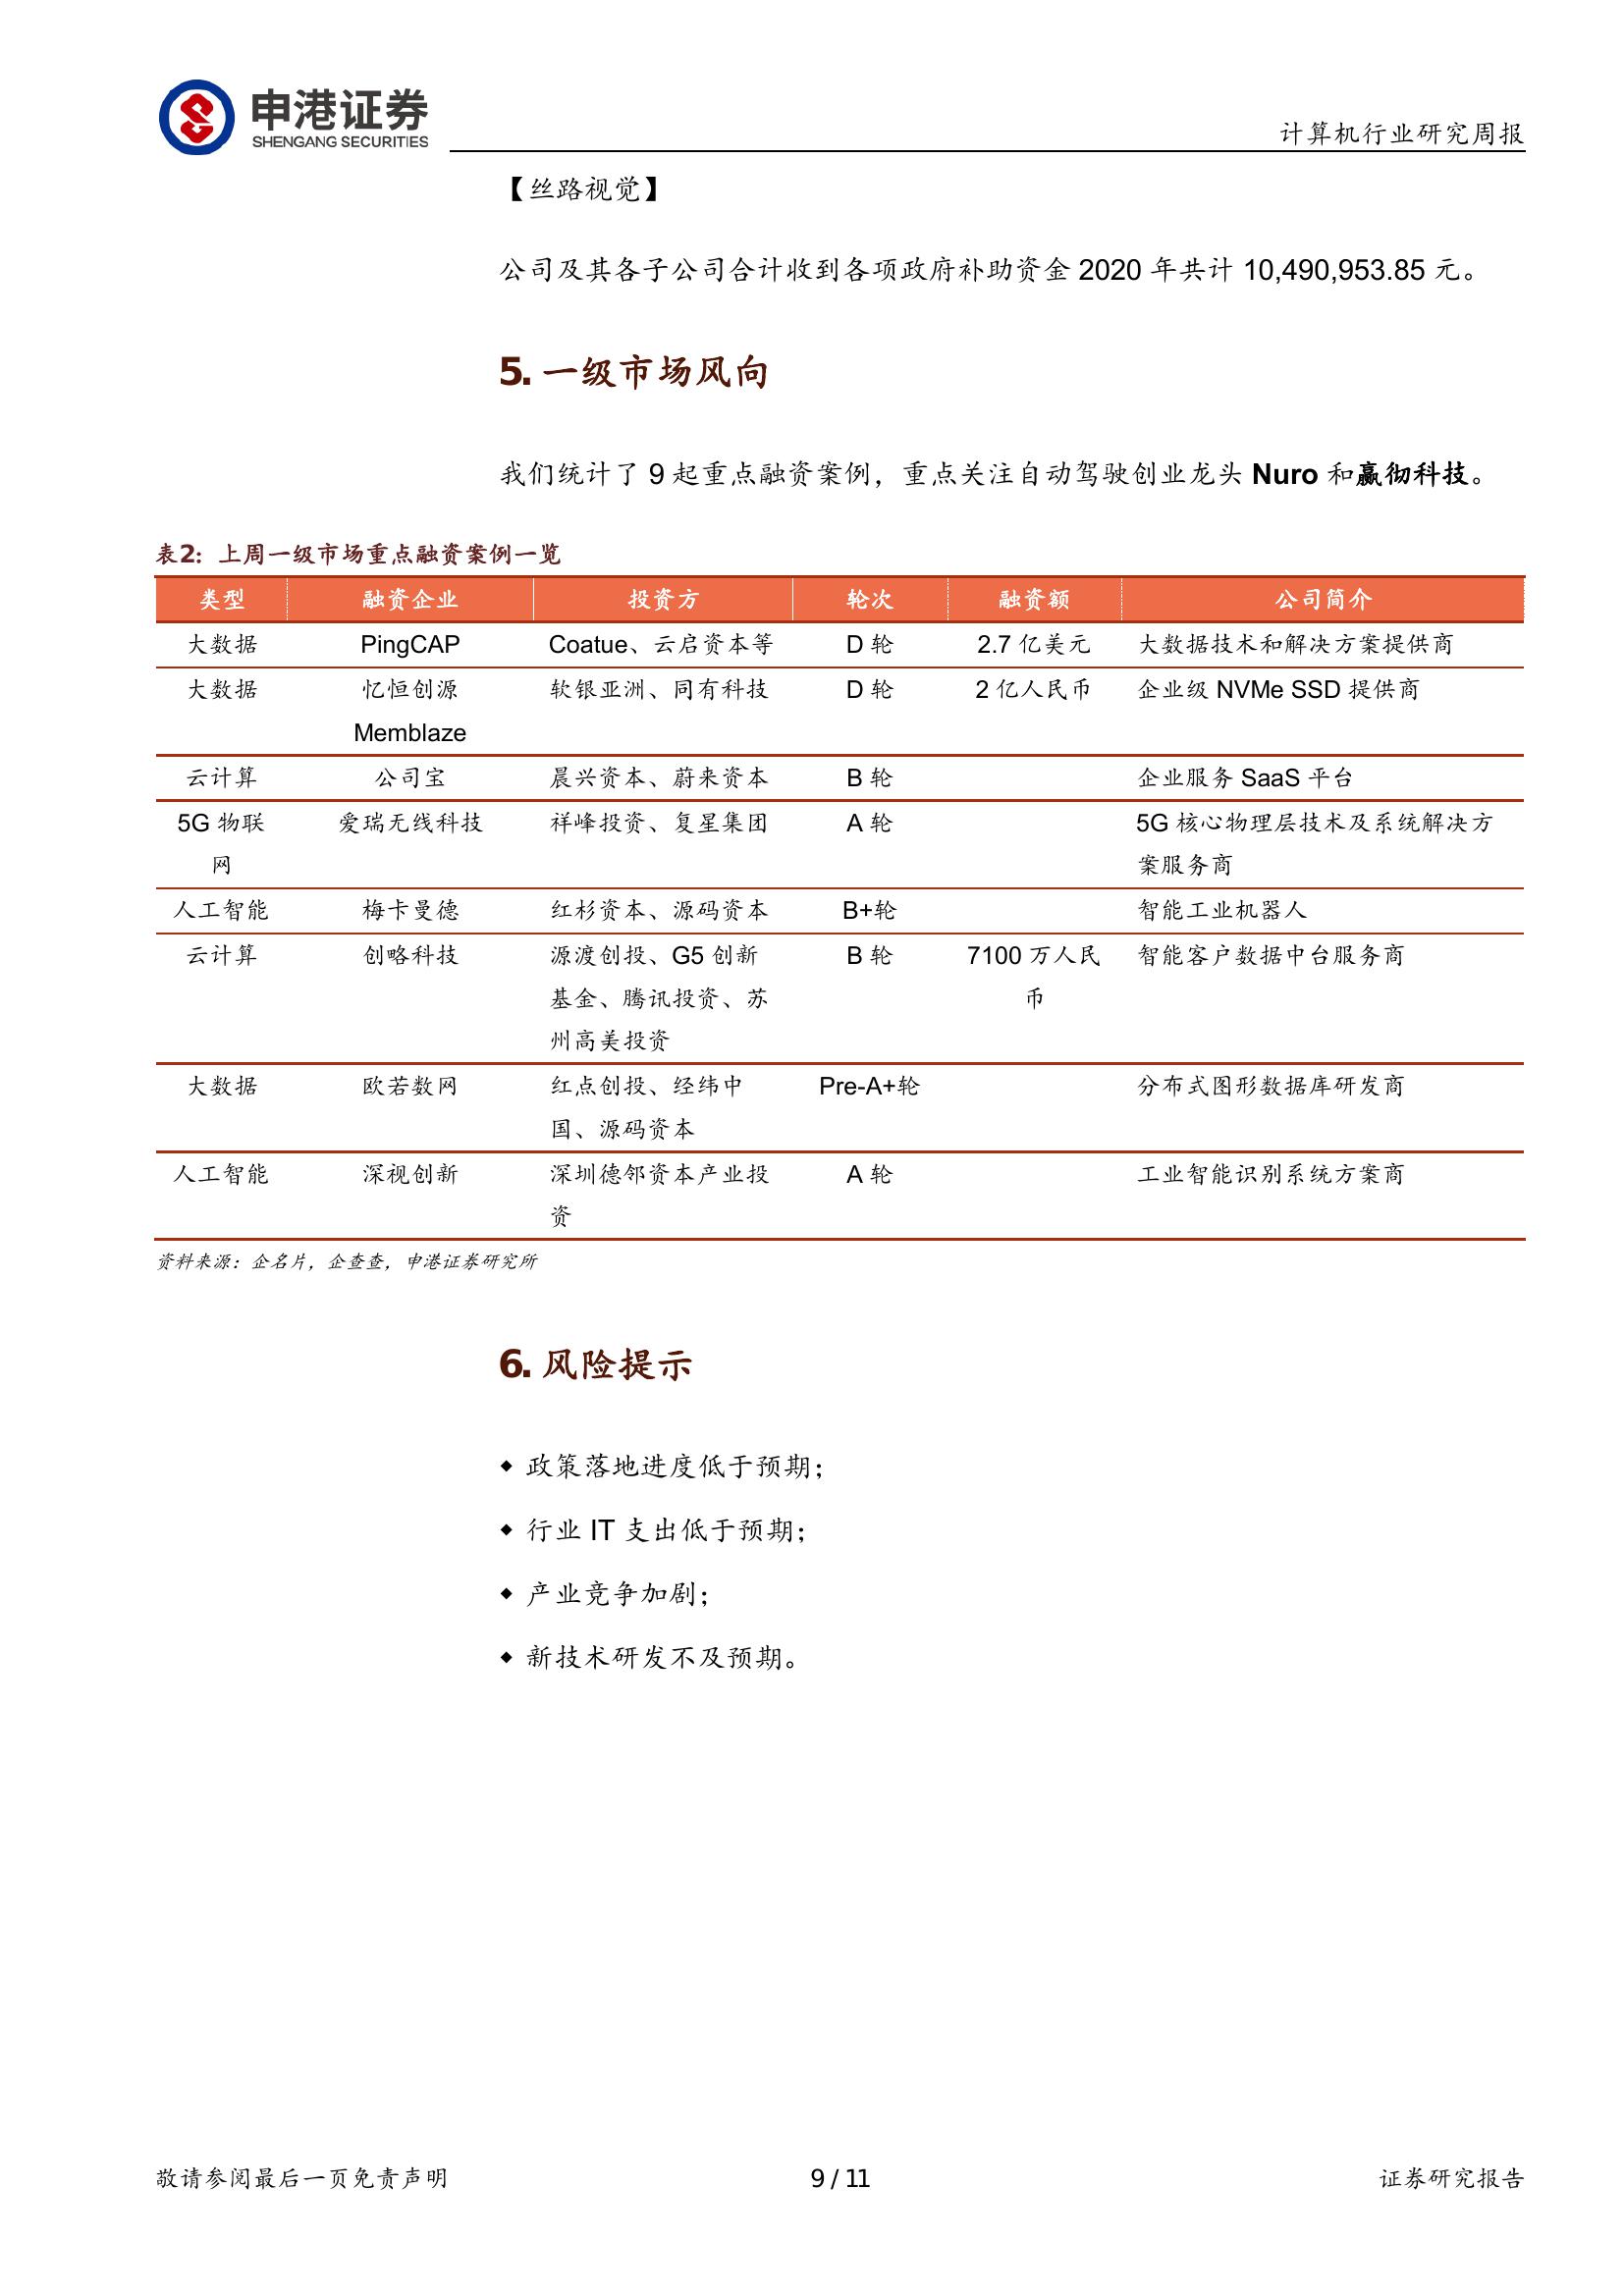 申港证券
SHENGANG SECURITIES
计算机行业研究周报
【丝路视觉】
公司及其各子公司合计收到各项政府补助资金 2020 年共计 10,490,953.85 元。
5. 一级市场风向
我们统计了 9 起重点融资案例，重点关注自动驾驶创业龙头 Nuro 和赢彻科技。
表2：上周一级市场重点融资案例一览
类型 融资企业 投资方 轮次 融资额 公司简介
大数据 PingCAP Coatue、云启资本等 D 轮 2.7 亿美元 大数据技术和解决方案提供商
大数据 忆恒创源 软银亚洲、同有科技 D 轮 2 亿人民币 企业级 NVMe SSD 提供商
Memblaze
云计算 公司宝 晨兴资本、蔚来资本 B 轮 企业服务 SaaS 平台
5G 物联 爱瑞无线科技 祥峰投资、复星集团 A 轮 5G 核心物理层技术及系统解决方
网 案服务商
人工智能 梅卡曼德 红杉资本、源码资本 B+轮 智能工业机器人
云计算 创略科技 源渡创投、G5 创新 B 轮 7100 万人民 智能客户数据中台服务商
基金、腾讯投资、苏 币
州高美投资
大数据 欧若数网 红点创投、经纬中 Pre-A+轮 分布式图形数据库研发商
国、源码资本
人工智能 深视创新 深圳德邻资本产业投 A 轮 工业智能识别系统方案商
资
资料来源：企名片，企查查，申港证券研究所
6. 风险提示
◆ 政策落地进度低于预期；
◆ 行业 IT 支出低于预期；
◆ 产业竞争加剧；
◆ 新技术研发不及预期。
敬请参阅最后一页免责声明 9 / 11 证券研究报告